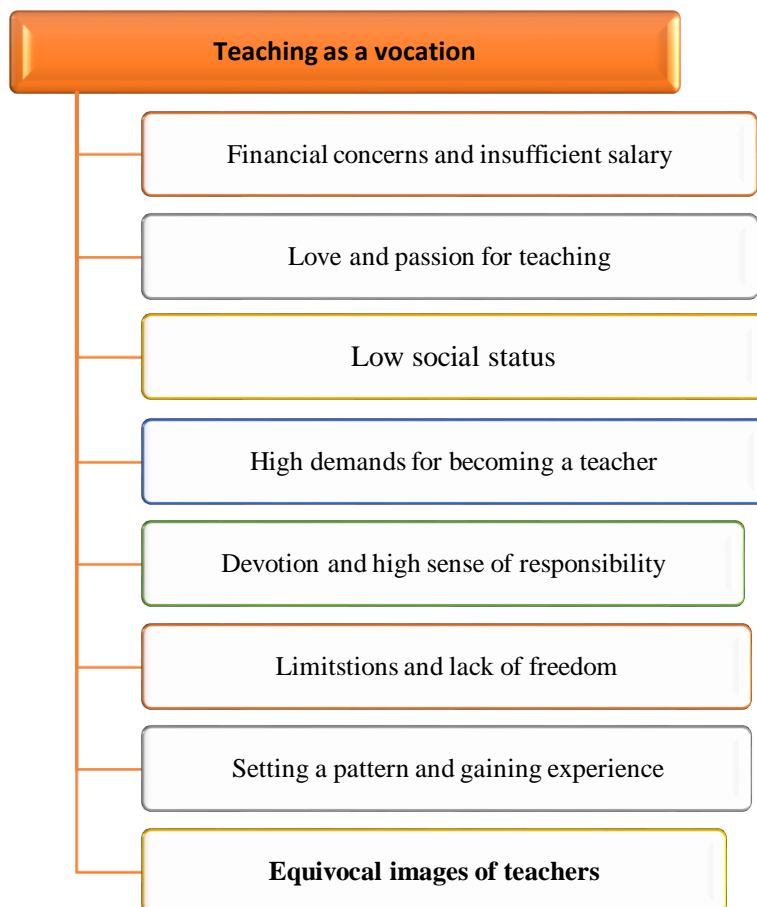 Teaching as a vocation
Financial concerns and insufficient salary
Love and passion for teaching
Low social status
High demands for becoming a teacher
Devotion and high sense of responsibility
Limitstions and lack of freedom
Setting a pattern and gaining experience
Equivocal images of teachers